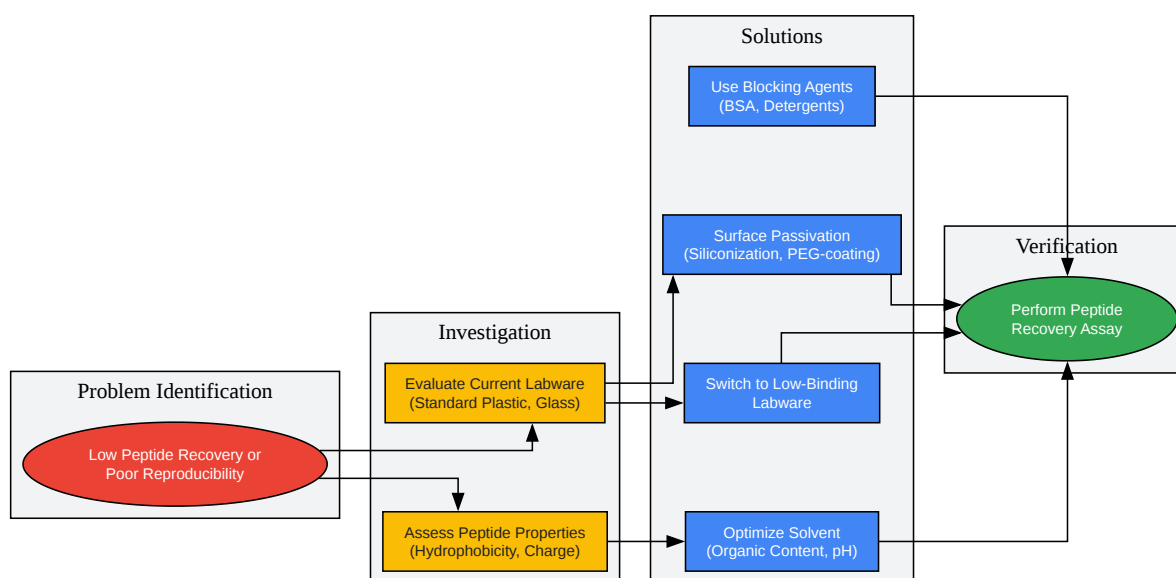 Problem Identification
Low Peptide Recovery or
Poor Reproducibility
Investigation
Evaluate Current Labware
(Standard Plastic, Glass)
Assess Peptide Properties
(Hydrophobicity, Charge)
Solutions
Use Blocking Agents
(BSA, Detergents)
Surface Passivation
(Siliconization, PEG-coating)
Switch to Low-Binding
Labware
Optimize Solvent
(Organic Content, pH)
Verification
Perform Peptide
Recovery Assay